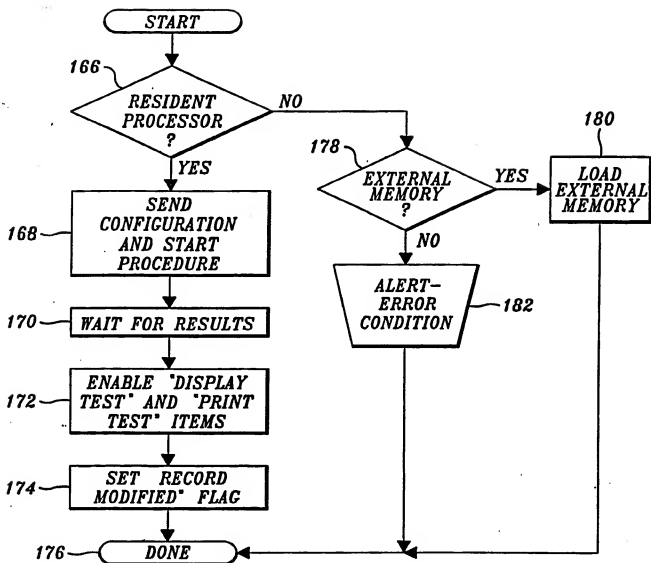 START
166
RESIDENT
PROCESSOR
?
NO
YES
168
SEND
CONFIGURATION
AND START
PROCEDURE
170
WAIT FOR RESULTS
172
ENABLE "DISPLAY
TEST" AND "PRINT
TEST" ITEMS
174
SET RECORD
MODIFIED" FLAG
176
DONE
178
EXTERNAL
MEMORY
?
YES
NO
180
LOAD
EXTERNAL
MEMORY
ALERT-
ERROR
CONDITION
182